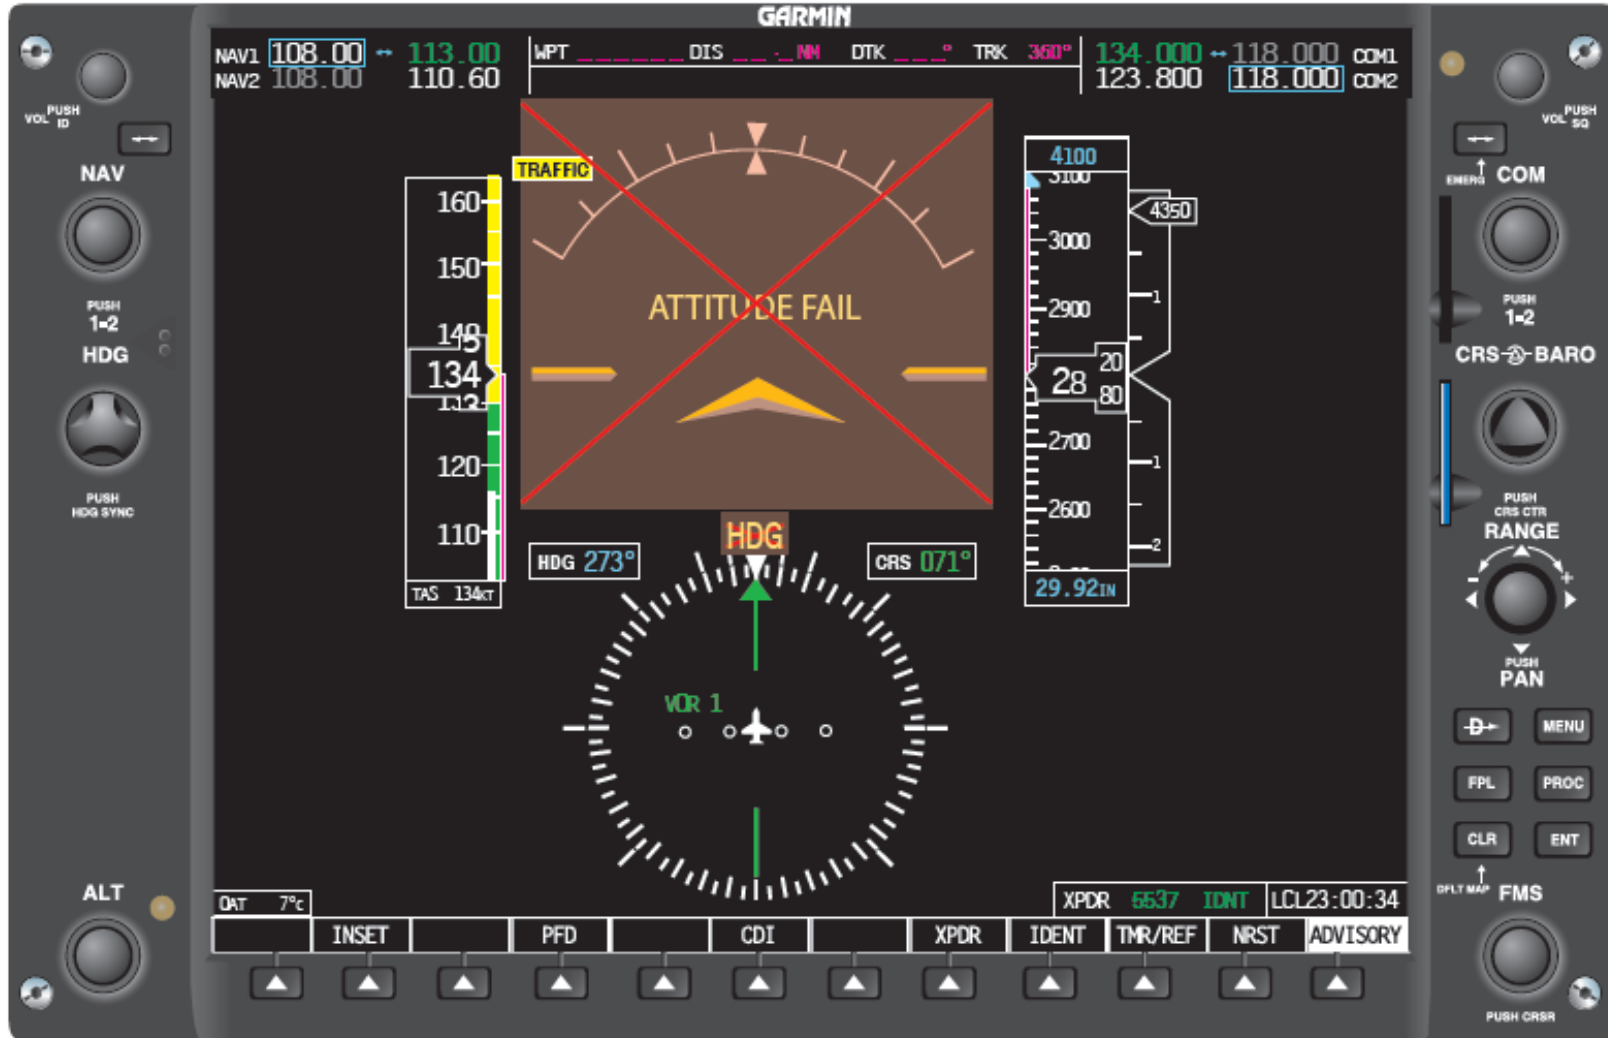 GARMIN
NAV1 108.00 ↔ 113.00
NAV2 108.00 110.60
WPT _ _ _ _ _ _ DIS _ _._ NM DTK _ _ _° TRK 360°
134.000 ↔ 118.000 COM1
123.800 118.000 COM2
VOL PUSH ID
NAV
PUSH
1-2
HDG
PUSH
HDG SYNC
ALT
TRAFFIC
160
150
140
134
120
110
TAS 134KT
ATTITUDE FAIL
HDG
HDG 273°
CRS 071°
VOR 1
4100
3100
3000
2900
28
20
80
2700
2600
29.92IN
4350
1
1
2
OAT 7°C
XPDR 5537 IDNT LCL23:00:34
INSET PFD CDI XPDR IDENT TMR/REF NRST ADVISORY
VOL PUSH SQ
EMERG COM
PUSH
1-2
CRS BARO
PUSH
CRS CTR
RANGE
- +
PUSH
PAN
D MENU
FPL PROC
CLR ENT
DFLT MAP FMS
PUSH CRSR